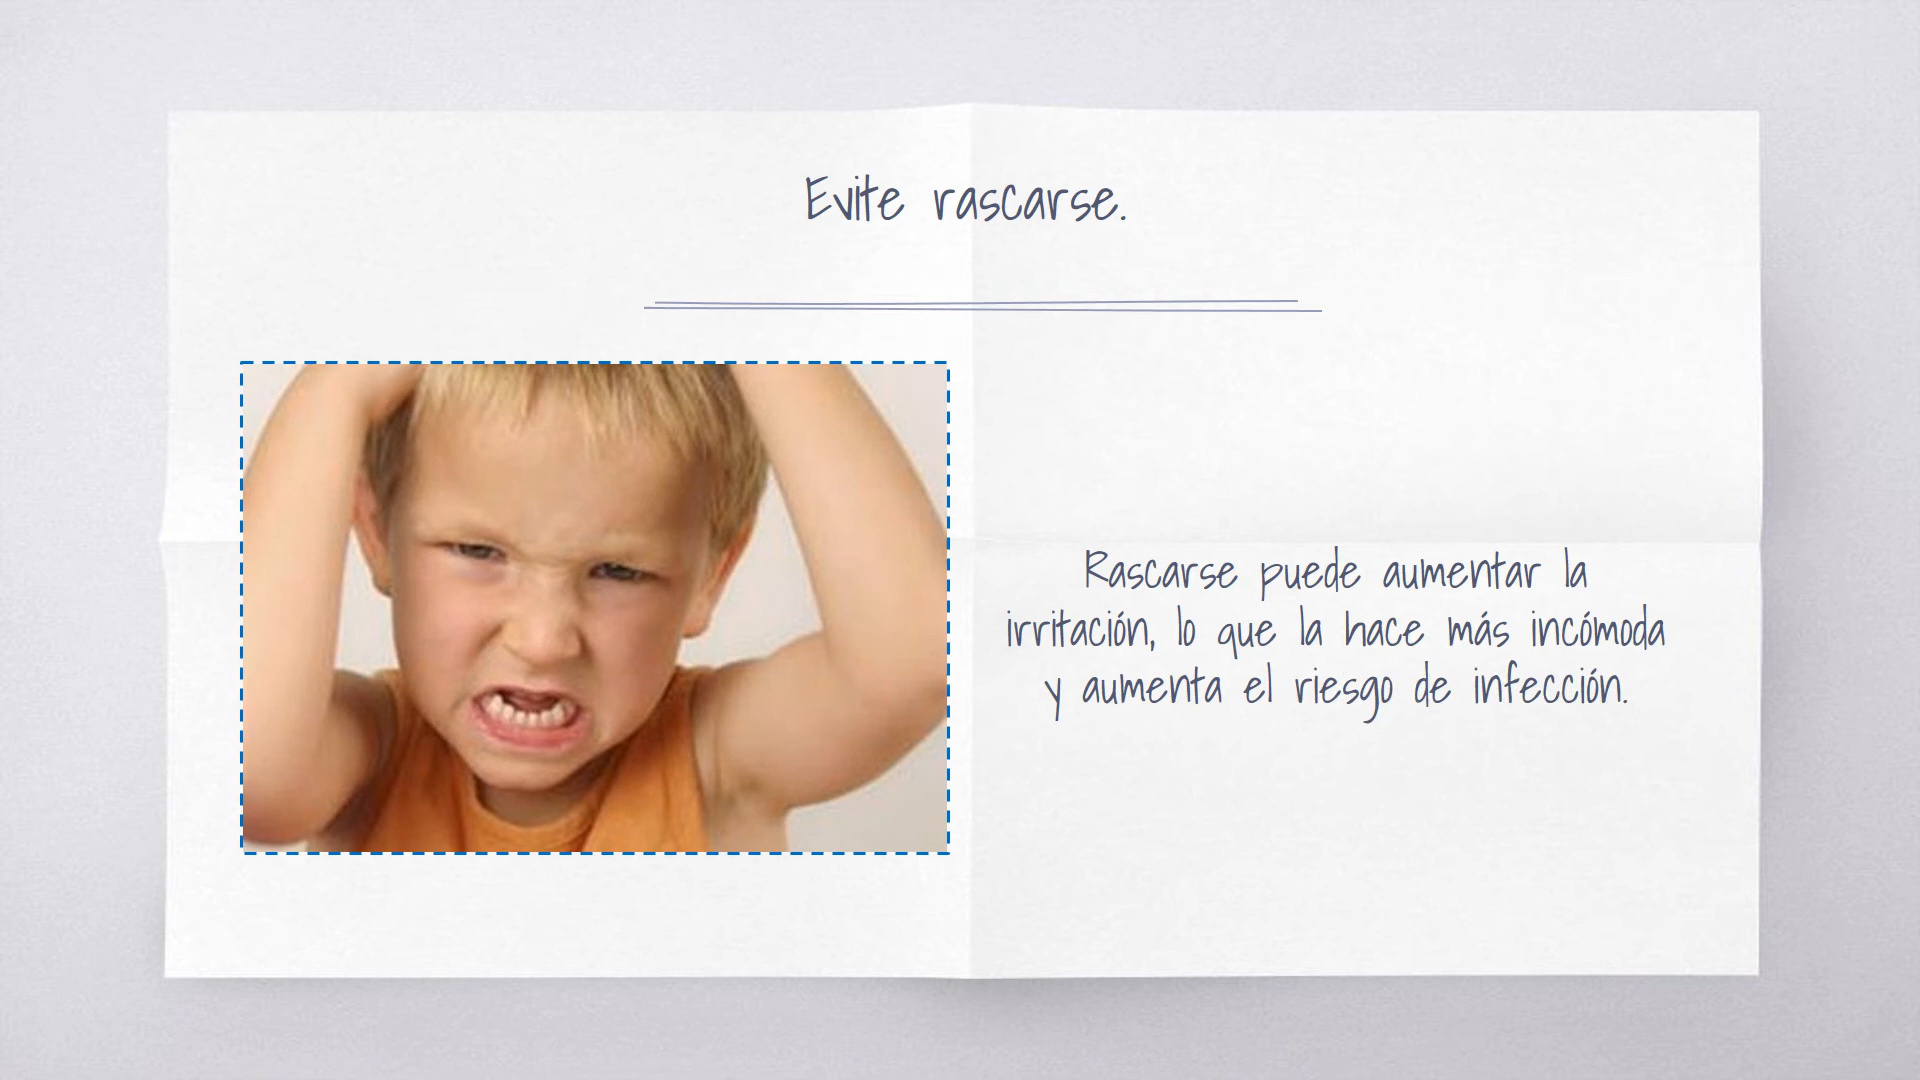 Evite rascarse.
Rascarse puede aumentar la
irritación, lo que la hace más incómoda
y aumenta el riesgo de infección.